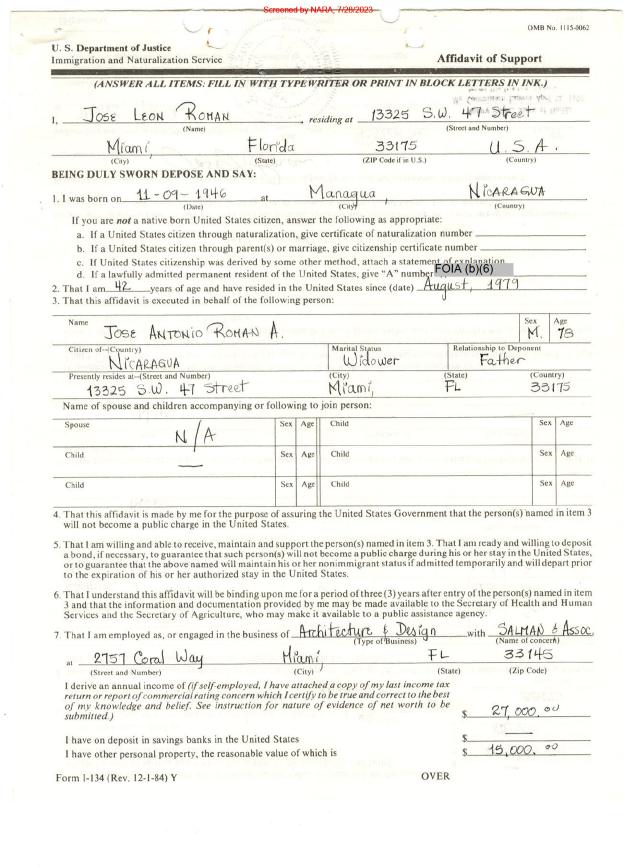 Screened by NARA, 7/28/2023
OMB No. 1115-0062
U. S. Department of Justice
Immigration and Naturalization Service
Affidavit of Support
(ANSWER ALL ITEMS: FILL IN WITH TYPEWRITER OR PRINT IN BLOCK LETTERS IN INK.)
I, JOSE LEON ROMAN, residing at 13325 S.W. 47 Street
(Name) (Street and Number)
Miami, Florida 33175 U.S.A.
(City) (State) (ZIP Code if in U.S.) (Country)
BEING DULY SWORN DEPOSE AND SAY:
1. I was born on 11-09-1946 at Managua, NICARAGUA
(Date) (City) (Country)
If you are not a native born United States citizen, answer the following as appropriate:
a. If a United States citizen through naturalization, give certificate of naturalization number
b. If a United States citizen through parent(s) or marriage, give citizenship certificate number
c. If United States citizenship was derived by some other method, attach a statement of explanation
d. If a lawfully admitted permanent resident of the United States, give "A" number FOIA (b)(6)
2. That I am 42 years of age and have resided in the United States since (date) August, 1979
3. That this affidavit is executed in behalf of the following person:
Name Sex Age
JOSE ANTONIO ROMAN A. M. 78
Citizen of--(Country) Marital Status Relationship to Deponent
NICARAGUA Widower Father
Presently resides at--(Street and Number) (City) (State) (Country)
13325 S.W. 47 Street Miami, FL 33175
Name of spouse and children accompanying or following to join person:
Spouse Sex Age Child Sex Age
N/A
Child Sex Age Child Sex Age
—
Child Sex Age Child Sex Age
4. That this affidavit is made by me for the purpose of assuring the United States Government that the person(s) named in item 3
will not become a public charge in the United States.
5. That I am willing and able to receive, maintain and support the person(s) named in item 3. That I am ready and willing to deposit
a bond, if necessary, to guarantee that such person(s) will not become a public charge during his or her stay in the United States,
or to guarantee that the above named will maintain his or her nonimmigrant status if admitted temporarily and will depart prior
to the expiration of his or her authorized stay in the United States.
6. That I understand this affidavit will be binding upon me for a period of three (3) years after entry of the person(s) named in item
3 and that the information and documentation provided by me may be made available to the Secretary of Health and Human
Services and the Secretary of Agriculture, who may make it available to a public assistance agency.
7. That I am employed as, or engaged in the business of Architecture & Design with SALMAN & Assoc.
(Type of Business) (Name of concern)
at 2757 Coral Way Miami, FL 33145
(Street and Number) (City) (State) (Zip Code)
I derive an annual income of (if self-employed, I have attached a copy of my last income tax
return or report of commercial rating concern which I certify to be true and correct to the best
of my knowledge and belief. See instruction for nature of evidence of net worth to be
submitted.) $ 27,000.00
I have on deposit in savings banks in the United States $ —
I have other personal property, the reasonable value of which is $ 15,000.00
Form I-134 (Rev. 12-1-84) Y OVER